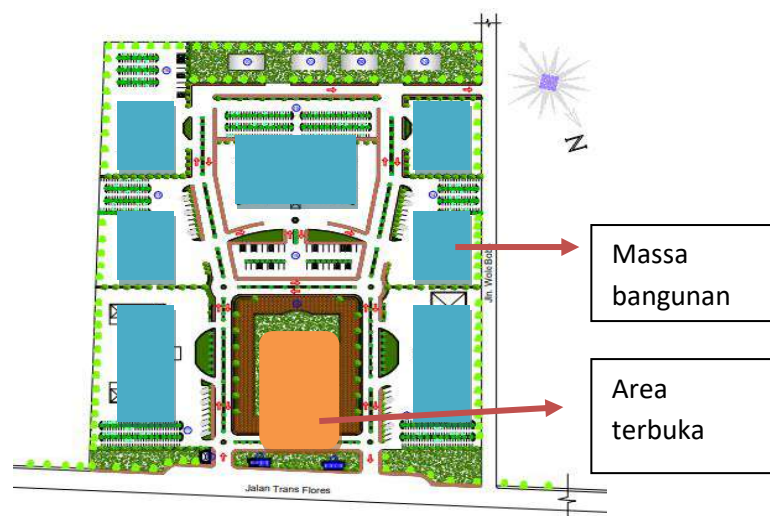 N
Jln. Wolo Bobo
Massa
bangunan
Area
terbuka
Jalan Trans Flores